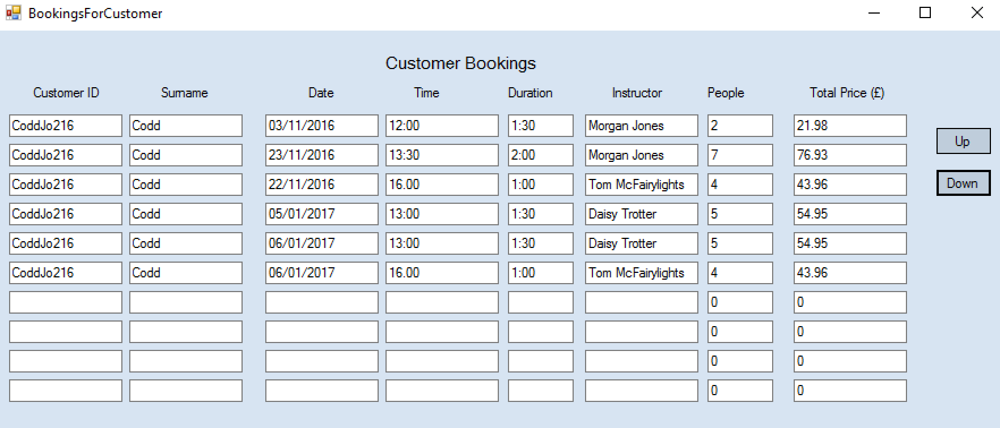 BookingsForCustomer
Customer Bookings
Customer ID Surname Date Time Duration Instructor People Total Price (£)
CoddJo216 Codd 03/11/2016 12:00 1:30 Morgan Jones 2 21.98
Up
CoddJo216 Codd 23/11/2016 13:30 2:00 Morgan Jones 7 76.93
CoddJo216 Codd 22/11/2016 16.00 1:00 Tom McFairylights 4 43.96
Down
CoddJo216 Codd 05/01/2017 13:00 1:30 Daisy Trotter 5 54.95
CoddJo216 Codd 06/01/2017 13:00 1:30 Daisy Trotter 5 54.95
CoddJo216 Codd 06/01/2017 16.00 1:00 Tom McFairylights 4 43.96
0 0
0 0
0 0
0 0